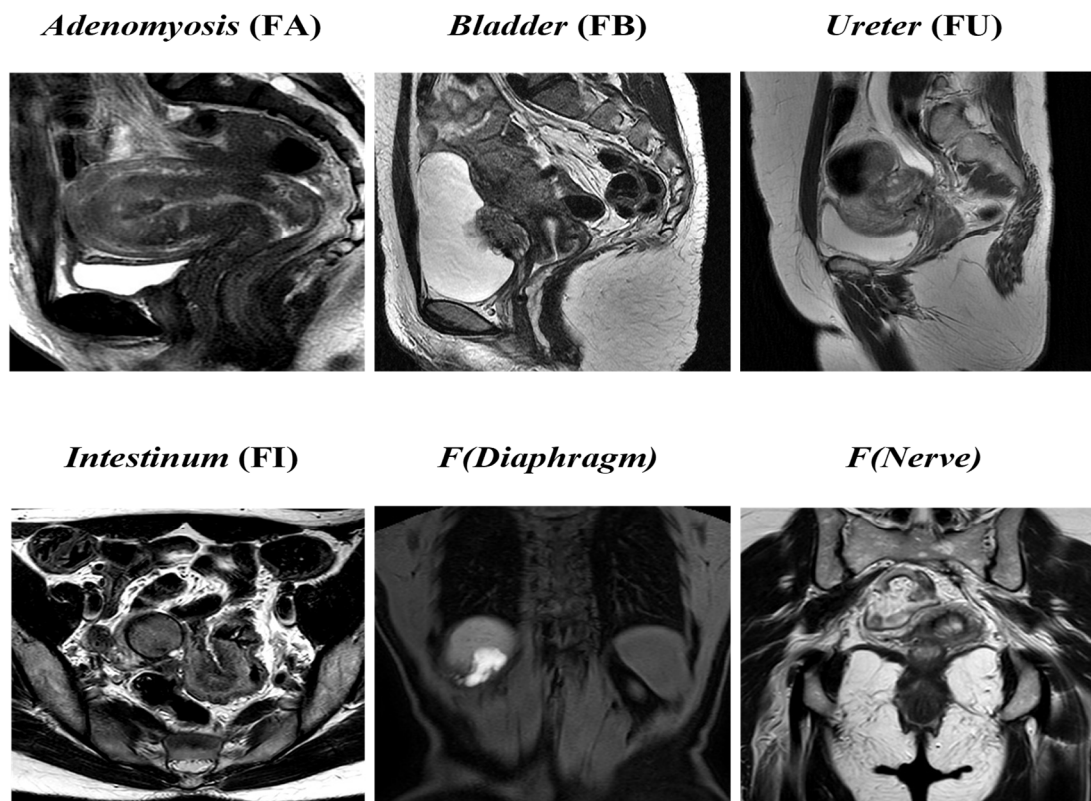 Adenomyosis (FA)
Bladder (FB)
Ureter (FU)
Intestinum (FI)
F(Diaphragm)
F(Nerve)